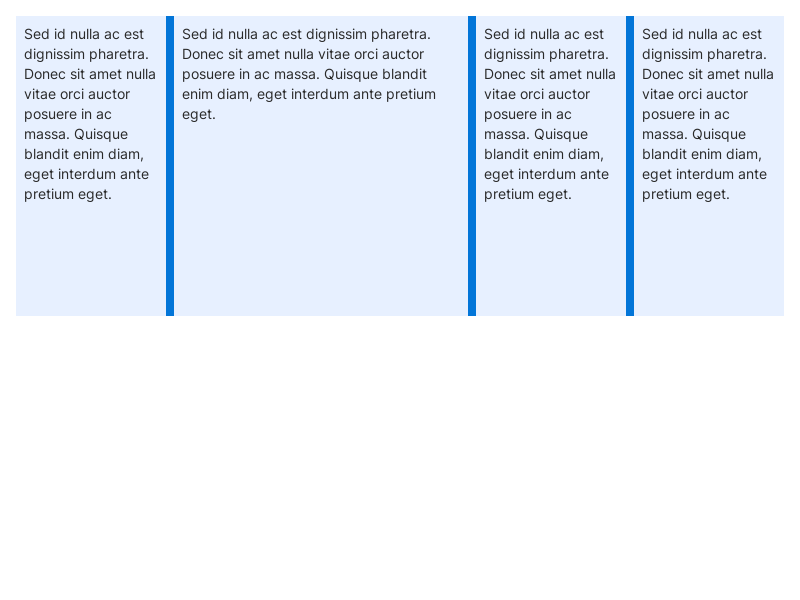 Sed id nulla ac est
dignissim pharetra.
Donec sit amet nulla
vitae orci auctor
posuere in ac
massa. Quisque
blandit enim diam,
eget interdum ante
pretium eget.
Sed id nulla ac est dignissim pharetra.
Donec sit amet nulla vitae orci auctor
posuere in ac massa. Quisque blandit
enim diam, eget interdum ante pretium
eget.
Sed id nulla ac est
dignissim pharetra.
Donec sit amet nulla
vitae orci auctor
posuere in ac
massa. Quisque
blandit enim diam,
eget interdum ante
pretium eget.
Sed id nulla ac est
dignissim pharetra.
Donec sit amet nulla
vitae orci auctor
posuere in ac
massa. Quisque
blandit enim diam,
eget interdum ante
pretium eget.